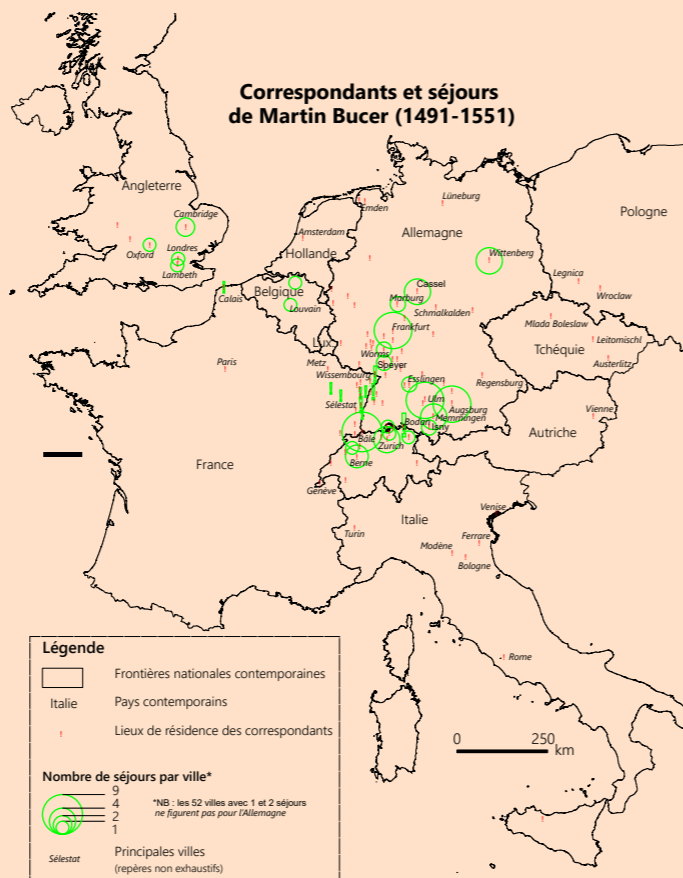 Correspondants et séjours
de Martin Bucer (1491-1551)
Angleterre
Cambridge
Oxford
Londres
Lambeth
Emden
Lüneburg
Pologne
Amsterdam
Hollande
Allemagne
Wittenberg
Legnica
Wroclaw
Calais
Belgique
Louvain
Cassel
Marburg
Schmalkalden
Frankfurt
Mlada Boleslaw
Leitomischl
Tchéquie
Austerlitz
Paris
Lux.
Metz
Worms
Speyer
Wissembourg
Esslingen
Regensburg
Sélestat
Ulm
Augsburg
Memmingen
Vienne
Bodan
Isny
Autriche
Bâle
Zurich
Berne
France
Genève
Italie
Venise
Turin
Modène
Ferrare
Bologne
Rome
Légende
Frontières nationales contemporaines
Italie
Pays contemporains
Lieux de résidence des correspondants
Nombre de séjours par ville*
9
4
2
1
*NB : les 52 villes avec 1 et 2 séjours
ne figurent pas pour l'Allemagne
Sélestat
Principales villes
(repères non exhaustifs)
0
250
km